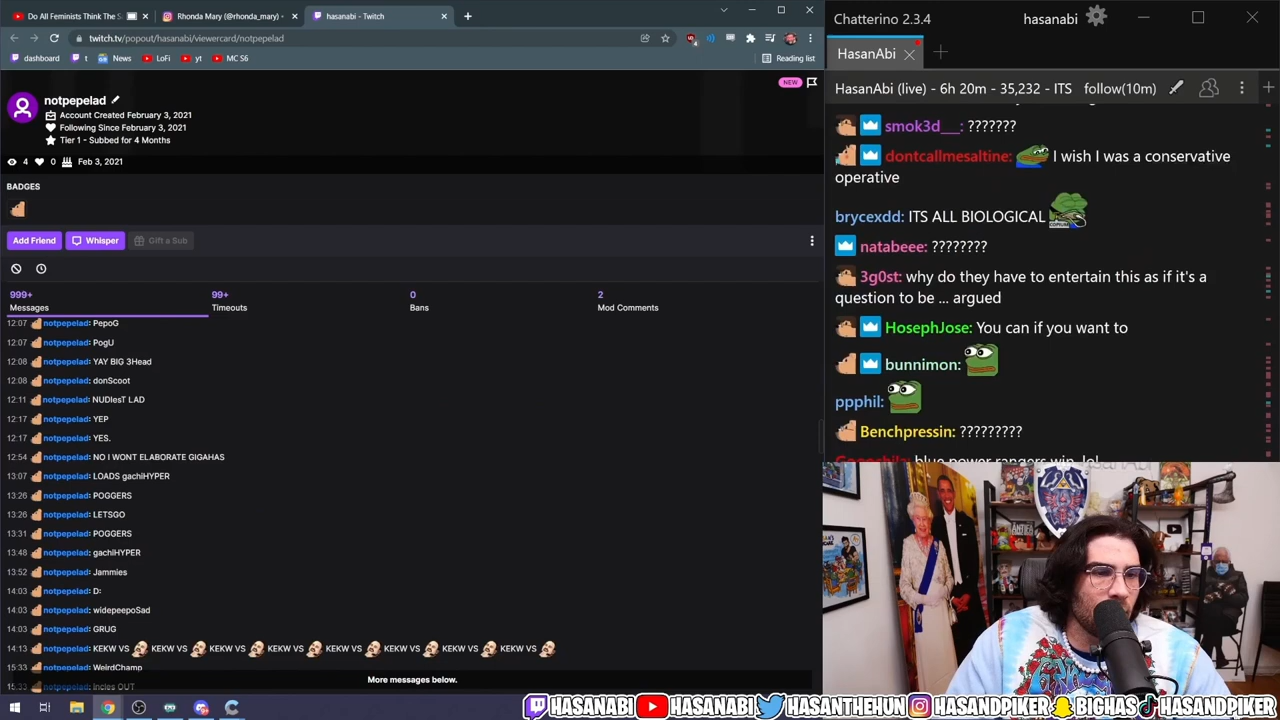 Do All Feminists Think The S
Rhonda Mary (@rhonda_mary) -
hasanabi - Twitch
twitch.tv/popout/hasanabi/viewercard/notpepelad
dashboard
t
News
LoFi
yt
MC S6
Reading list
NEW
notpepelad
Account Created February 3, 2021
Following Since February 3, 2021
Tier 1 - Subbed for 4 Months
4 0 Feb 3, 2021
BADGES
Add Friend
Whisper
Gift a Sub
999+
Messages
99+
Timeouts
0
Bans
2
Mod Comments
12:07 notpepelad: PepoG
12:07 notpepelad: PogU
12:08 notpepelad: YAY BIG 3Head
12:08 notpepelad: donScoot
12:11 notpepelad: NUDIesT LAD
12:17 notpepelad: YEP
12:17 notpepelad: YES.
12:54 notpepelad: NO I WONT ELABORATE GIGAHAS
13:07 notpepelad: LOADS gachiHYPER
13:26 notpepelad: POGGERS
13:26 notpepelad: LETSGO
13:31 notpepelad: POGGERS
13:48 notpepelad: gachiHYPER
13:52 notpepelad: Jammies
14:03 notpepelad: D:
14:03 notpepelad: widepeepoSad
14:03 notpepelad: GRUG
14:13 notpepelad: KEKW VS KEKW VS KEKW VS KEKW VS KEKW VS KEKW VS KEKW VS KEKW VS
15:33 notpepelad: WeirdChamp
15:33 notpepelad: Incles OUT
More messages below.
Chatterino 2.3.4
hasanabi
HasanAbi
HasanAbi (live) - 6h 20m - 35,232 - ITS
follow(10m)
smok3d__: ???????
dontcallmesaltine: I wish I was a conservative
operative
brycexdd: ITS ALL BIOLOGICAL
natabeee: ????????
3g0st: why do they have to entertain this as if it's a
question to be ... argued
HosephJose: You can if you want to
bunnimon:
ppphil:
Benchpressin: ?????????
blue power rangers win lol
ANTIFA
HASANABI
HASANABI
HASANTHEHUN
HASANDPIKER
BIGHAS
HASANDPIKER